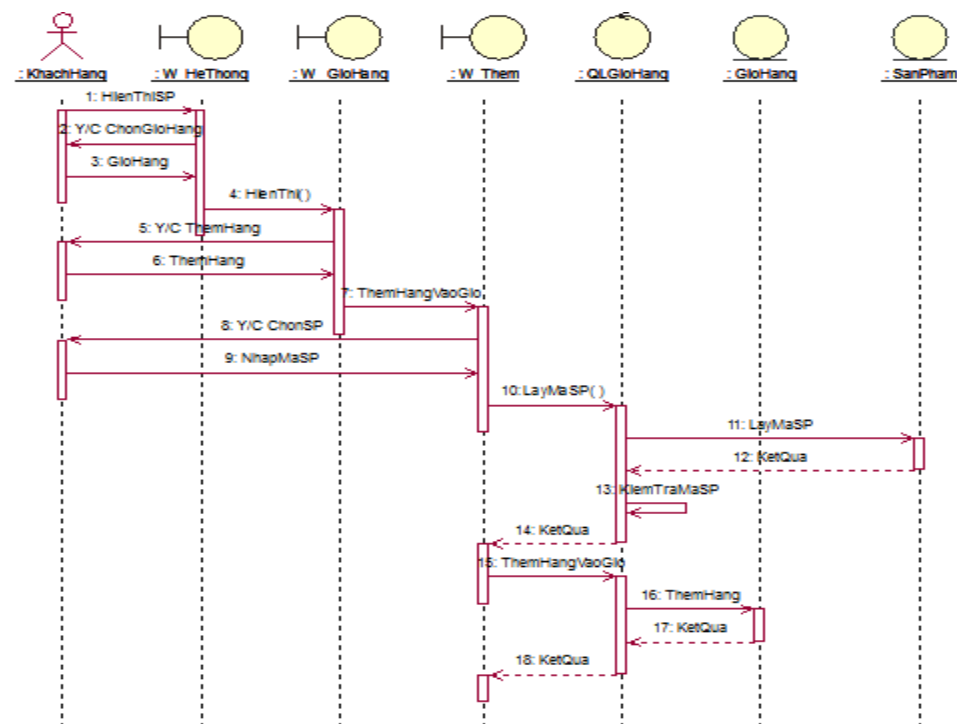 : KhachHang
: W_HeThong
: W_GioHang
: W_Them
: QLGioHang
: GioHang
: SanPham
1: HienThiSP
2: Y/C ChonGioHang
3: GioHang
4: HienThi()
5: Y/C ThemHang
6: ThemHang
7: ThemHangVaoGio
8: Y/C ChonSP
9: NhapMaSP
10:LayMaSP( )
11: LayMaSP
12: KetQua
13: KiemTraMaSP
14: KetQua
15: ThemHangVaoGio
16: ThemHang
17: KetQua
18: KetQua